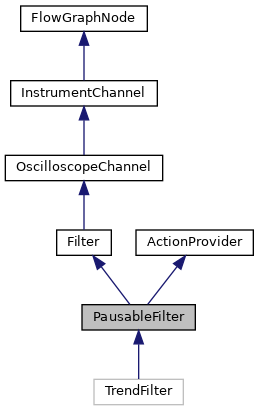 FlowGraphNode
InstrumentChannel
OscilloscopeChannel
Filter
ActionProvider
PausableFilter
TrendFilter